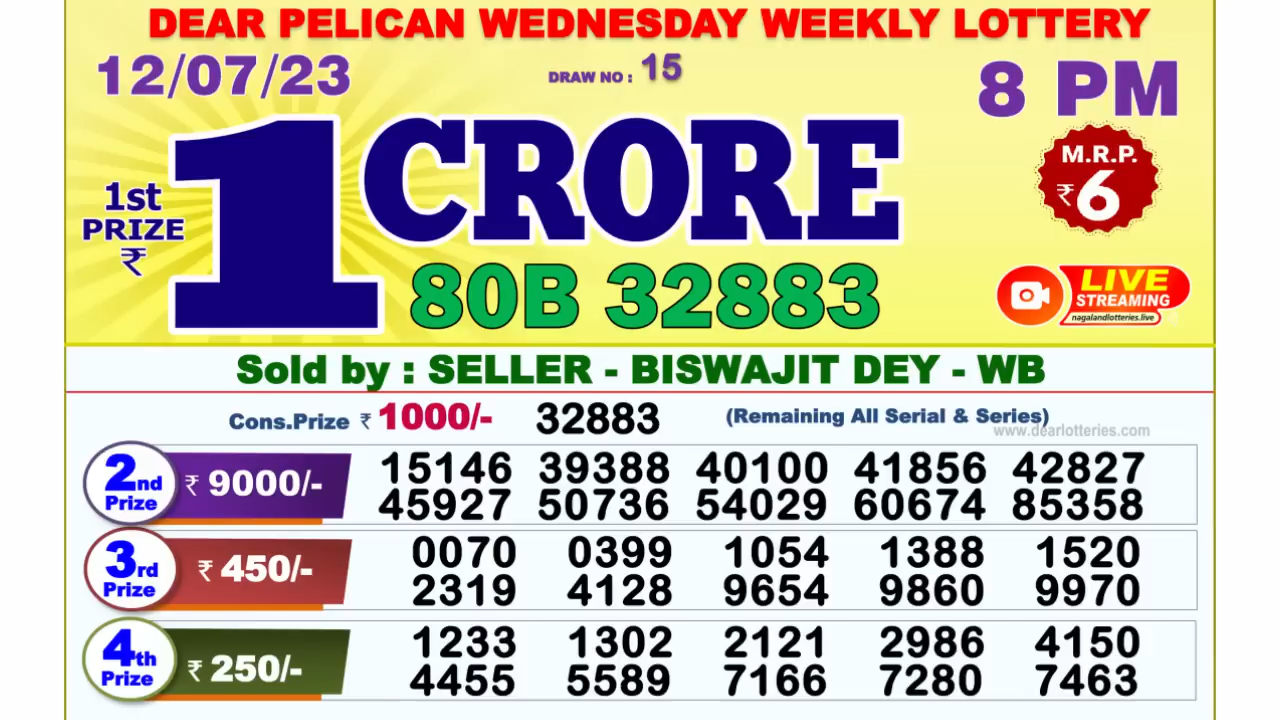 DEAR PELICAN WEDNESDAY WEEKLY LOTTERY
12/07/23
DRAW NO : 15
8 PM
M.R.P.
₹6
1st
PRIZE
₹
1 CRORE
80B 32883
LIVE
STREAMING
nagalandlotteries.live
Sold by : SELLER - BISWAJIT DEY - WB
Cons.Prize ₹ 1000/- 32883 (Remaining All Serial & Series)
www.dearlotteries.com
2nd Prize ₹ 9000/-
15146 39388 40100 41856 42827
45927 50736 54029 60674 85358
3rd Prize ₹ 450/-
0070 0399 1054 1388 1520
2319 4128 9654 9860 9970
4th Prize ₹ 250/-
1233 1302 2121 2986 4150
4455 5589 7166 7280 7463